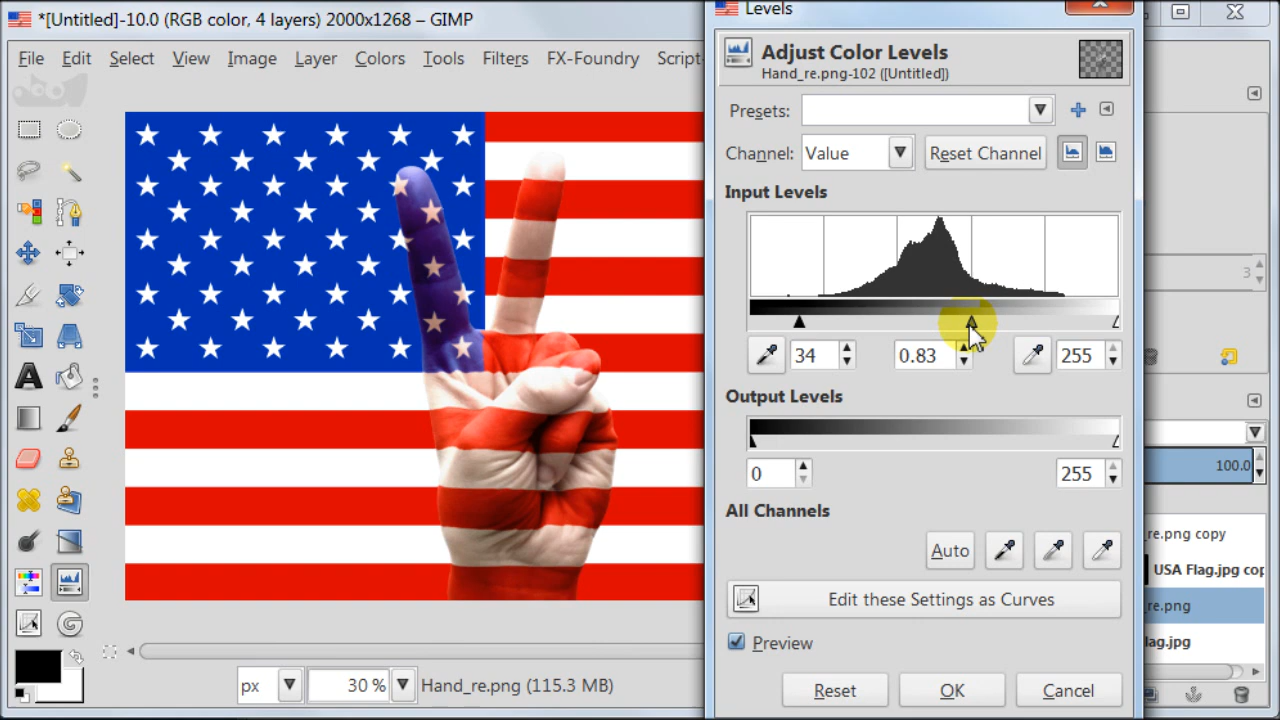 *[Untitled]-10.0 (RGB color, 4 layers) 2000x1268 – GIMP
File Edit Select View Image Layer Colors Tools Filters FX-Foundry Script-
Levels
Adjust Color Levels
Hand_re.png-102 ([Untitled])
Presets:
Channel: Value Reset Channel
Input Levels
34 0.83 255
Output Levels
0 255
All Channels
Auto
Edit these Settings as Curves
Preview
Reset OK Cancel
3
100.0
re.png copy
USA Flag.jpg cop
re.png
lag.jpg
px 30 % Hand_re.png (115.3 MB)